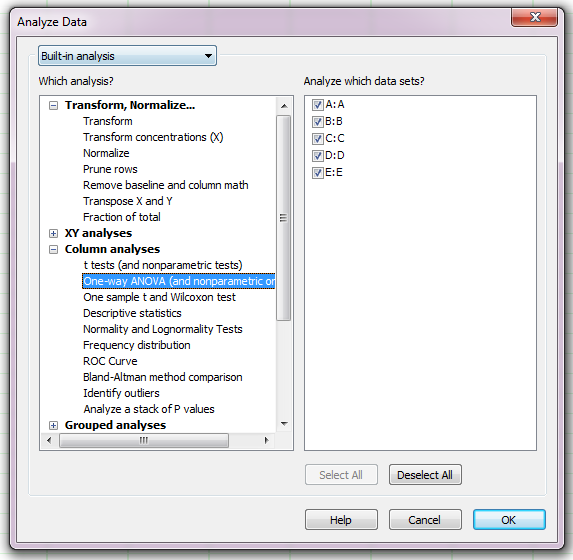 Analyze Data
Built-in analysis
Which analysis?
Transform, Normalize...
Transform
Transform concentrations (X)
Normalize
Prune rows
Remove baseline and column math
Transpose X and Y
Fraction of total
XY analyses
Column analyses
t tests (and nonparametric tests)
One-way ANOVA (and nonparametric or
One sample t and Wilcoxon test
Descriptive statistics
Normality and Lognormality Tests
Frequency distribution
ROC Curve
Bland-Altman method comparison
Identify outliers
Analyze a stack of P values
Grouped analyses
Analyze which data sets?
A:A
B:B
C:C
D:D
E:E
Select All
Deselect All
Help
Cancel
OK